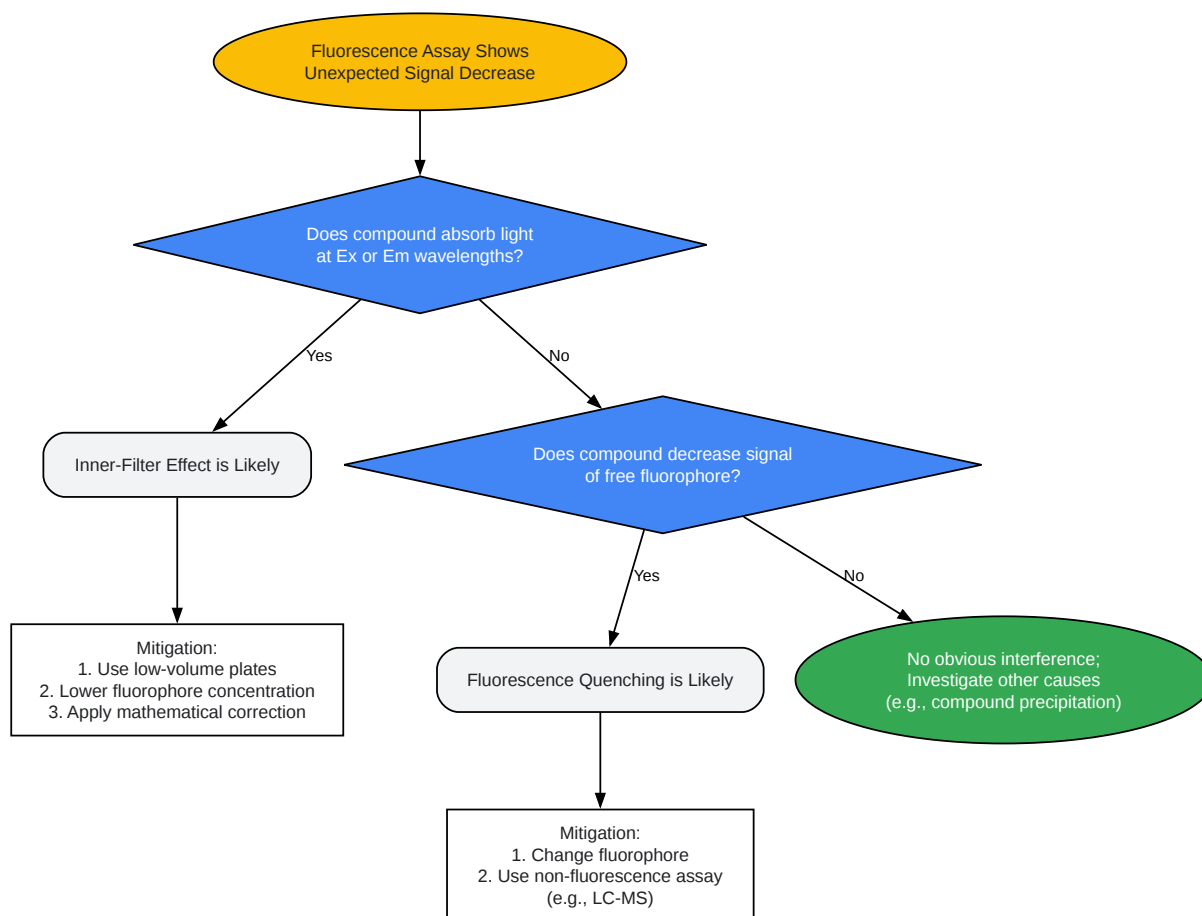 Fluorescence Assay Shows
Unexpected Signal Decrease
Does compound absorb light
at Ex or Em wavelengths?
Yes
No
Inner-Filter Effect is Likely
Does compound decrease signal
of free fluorophore?
Yes
No
Mitigation:
1. Use low-volume plates
2. Lower fluorophore concentration
3. Apply mathematical correction
Fluorescence Quenching is Likely
No obvious interference;
Investigate other causes
(e.g., compound precipitation)
Mitigation:
1. Change fluorophore
2. Use non-fluorescence assay
(e.g., LC-MS)